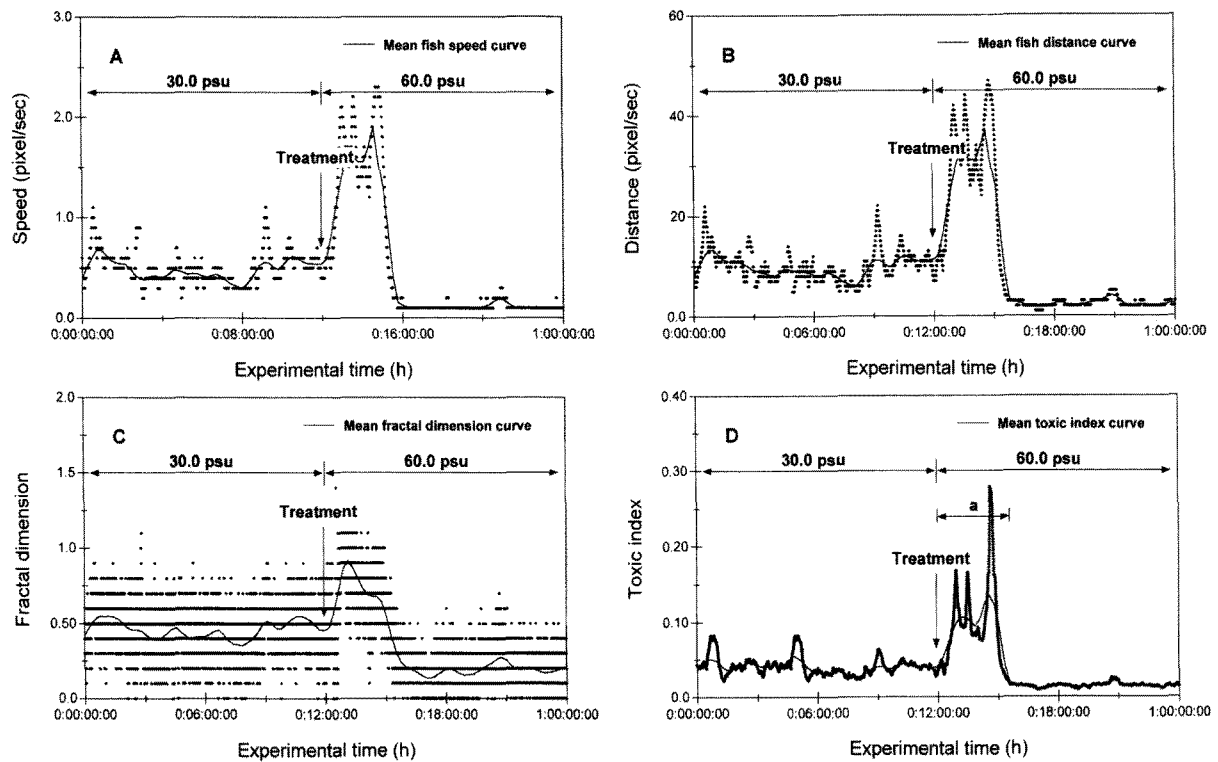 A
Mean fish speed curve
30.0 psu
60.0 psu
Treatment
Speed (pixel/sec)
3.0
2.0
1.0
0.0
0:00:00:00
0:08:00:00
0:16:00:00
1:00:00:00
Experimental time (h)
B
Mean fish distance curve
30.0 psu
60.0 psu
Treatment
Distance (pixel/sec)
60
40
20
0
0:00:00:00
0:06:00:00
0:12:00:00
0:18:00:00
1:00:00:00
Experimental time (h)
C
Mean fractal dimension curve
30.0 psu
60.0 psu
Treatment
Fractal dimension
2.0
1.5
1.0
0.50
0.0
0:00:00:00
0:06:00:00
0:12:00:00
0:18:00:00
1:00:00:00
Experimental time (h)
D
Mean toxic index curve
30.0 psu
60.0 psu
a
Treatment
Toxic index
0.40
0.30
0.20
0.10
0.0
0:00:00:00
0:06:00:00
0:12:00:00
0:18:00:00
1:00:00:00
Experimental time (h)